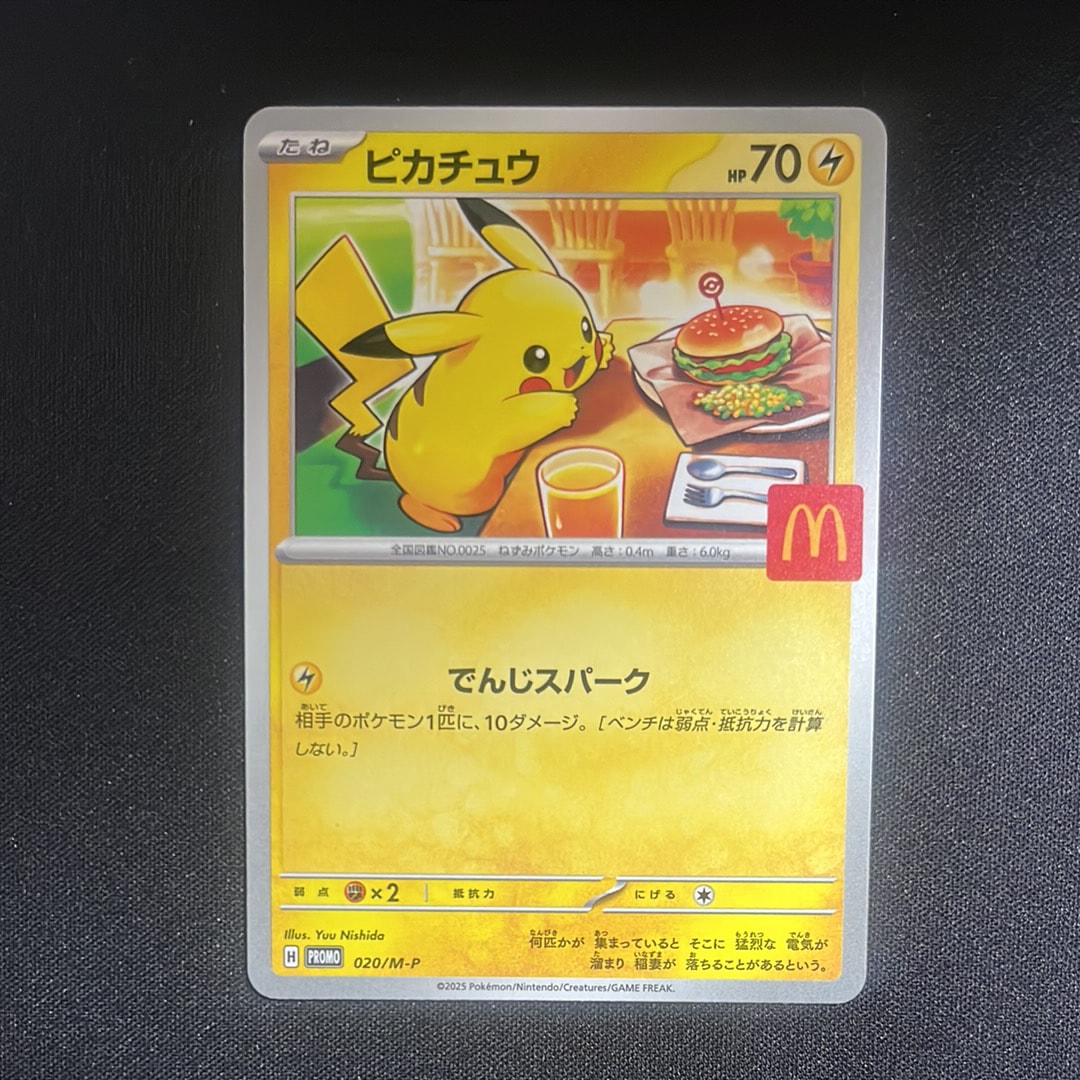 たね ピカチュウ HP 70
全国図鑑NO.0025 ねずみポケモン 高さ:0.4m 重さ:6.0kg
M
でんじスパーク
相手のポケモン1匹に、10ダメージ。[ベンチは弱点・抵抗力を計算
しない。]
弱点 ×2 抵抗力 にげる
Illus. Yuu Nishida
何匹かが 集まっていると そこに 猛烈な 電気が
H PROMO 020/M-P
溜まり 稲妻が 落ちることがあるという。
©2025 Pokémon/Nintendo/Creatures/GAME FREAK.